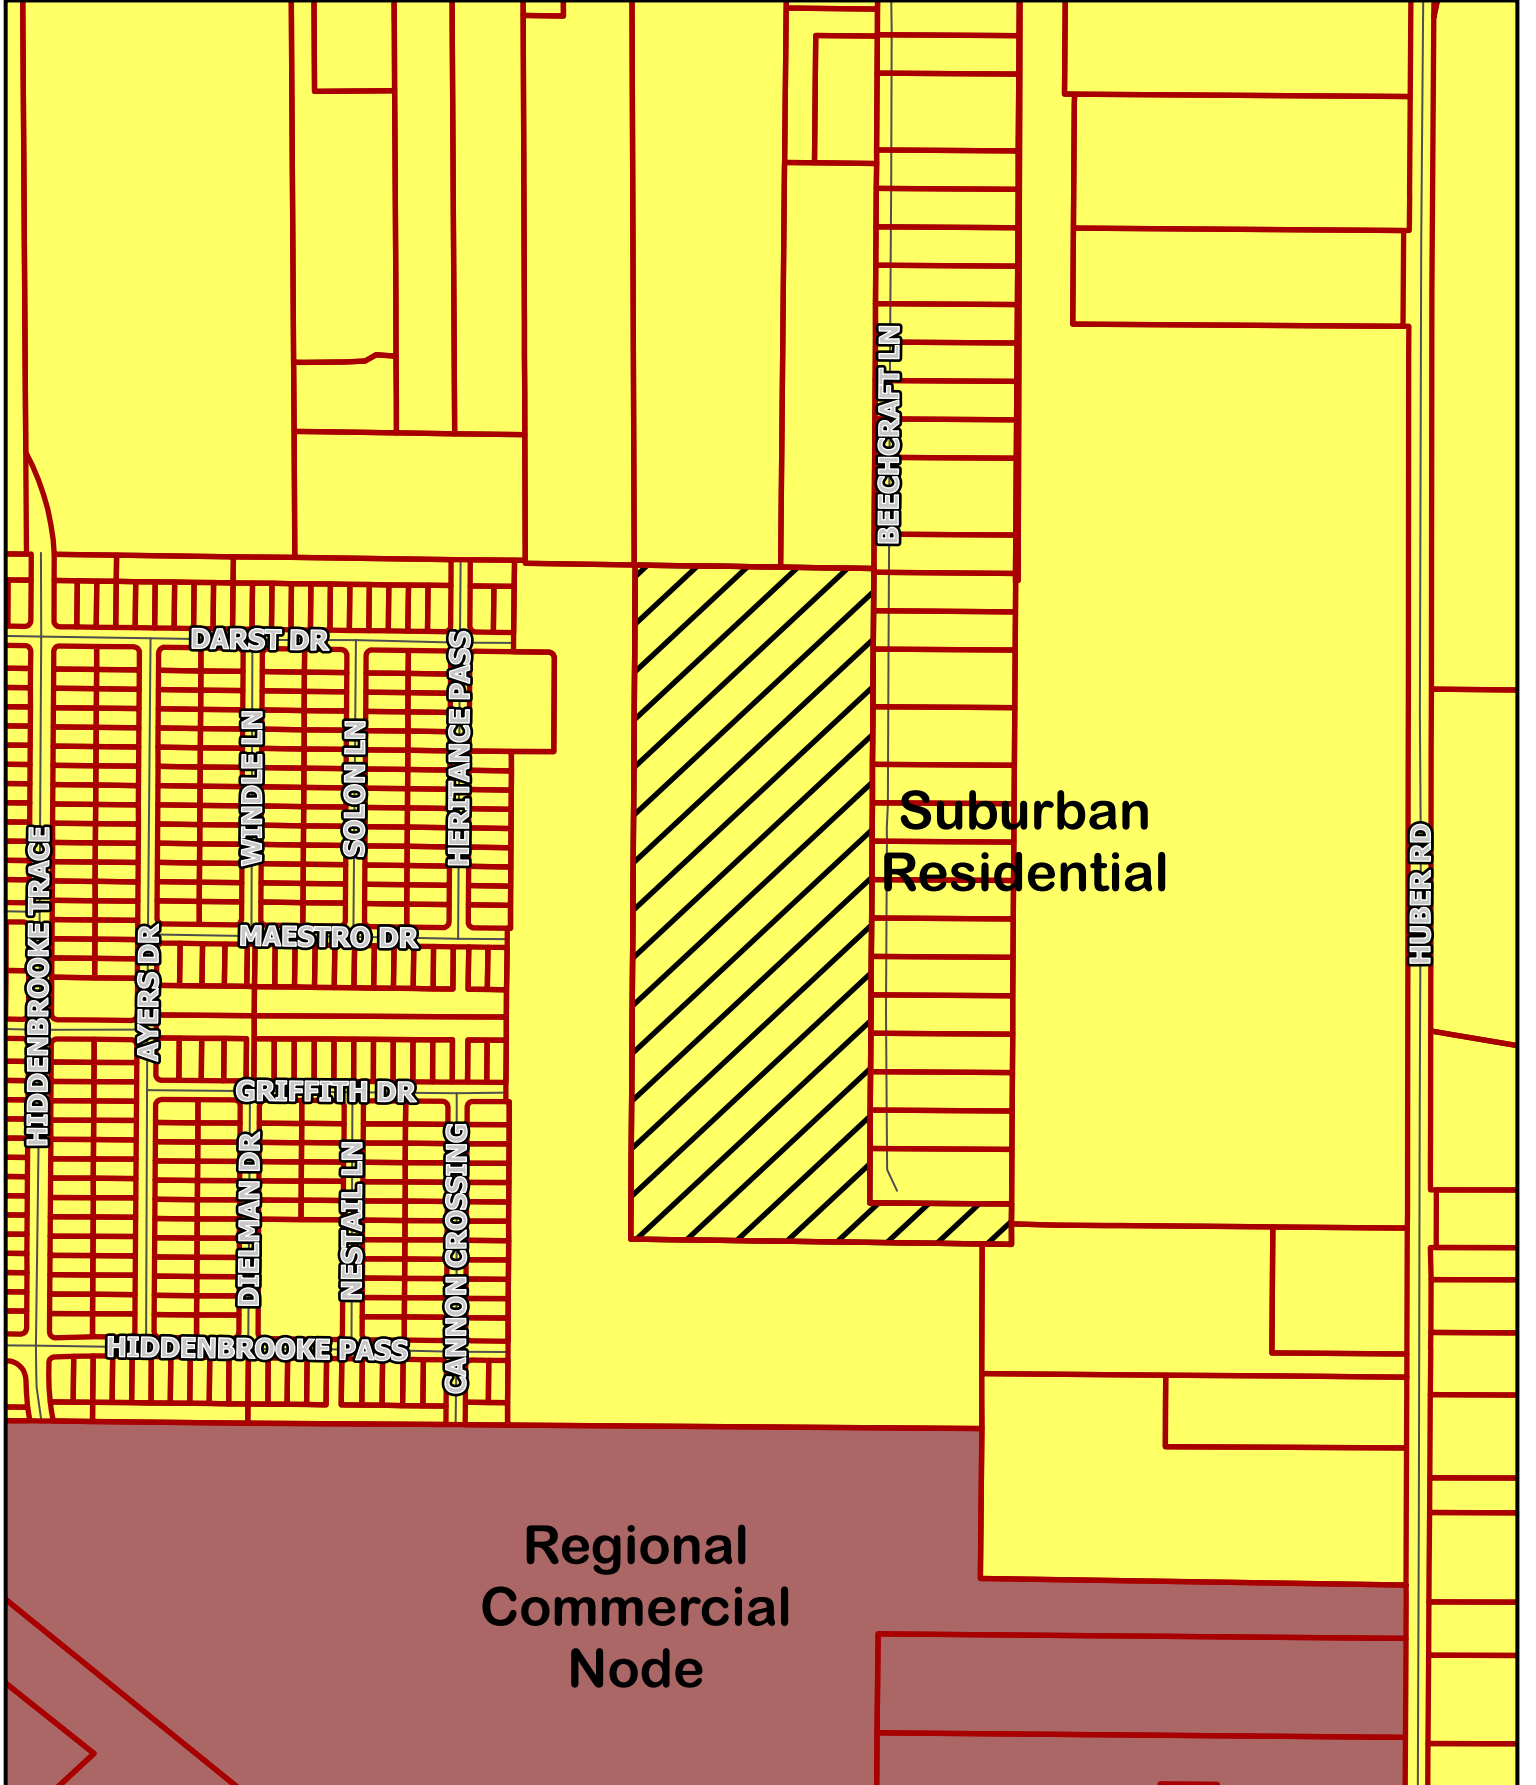 BEECHCRAFT LN
DARST DR
HERITANCE PASS
WINDLE LN
SOLON LN
Suburban
Residential
HIDDENBROOKE TRACE
HUBER RD
AYERS DR
MAESTRO DR
GRIFFITH DR
DIELMAN DR
NESTAIL LN
CANNON CROSSING
HIDDENBROOKE PASS
Regional
Commercial
Node